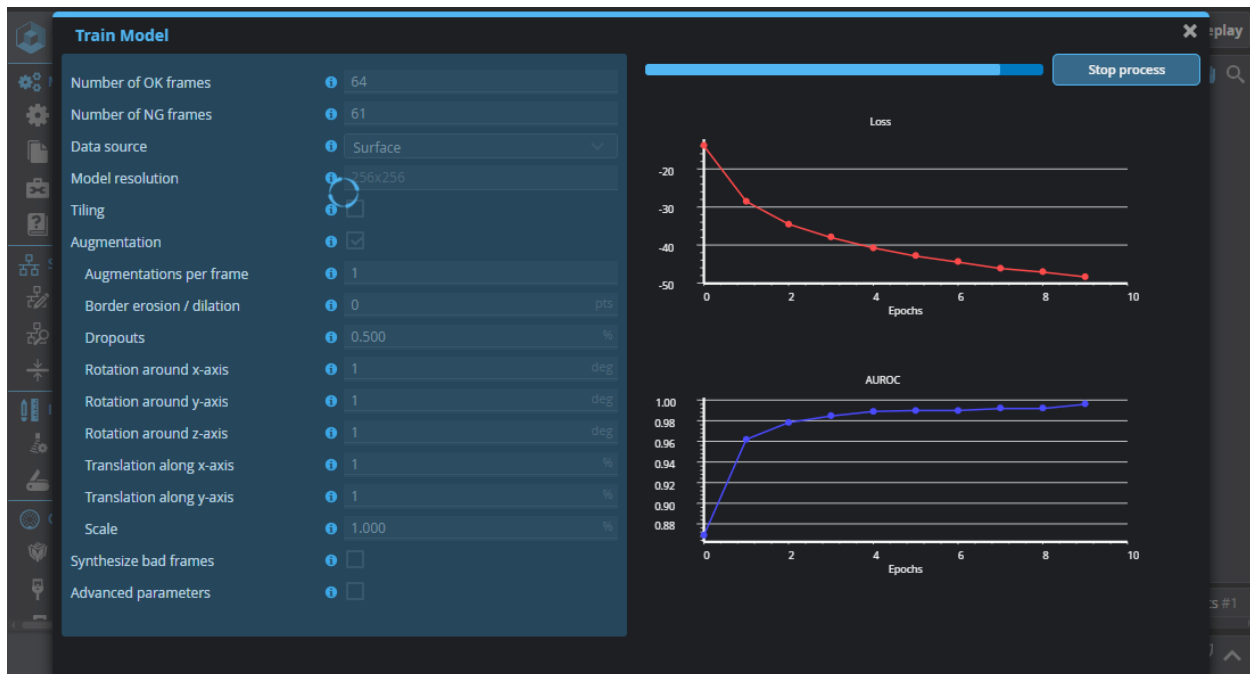 Train Model
Number of OK frames 64
Number of NG frames 61
Data source Surface
Model resolution 256x256
Tiling
Augmentation
Augmentations per frame 1
Border erosion / dilation 0 pts
Dropouts 0.500 %
Rotation around x-axis 1 deg
Rotation around y-axis 1 deg
Rotation around z-axis 1 deg
Translation along x-axis 1 %
Translation along y-axis 1 %
Scale 1.000 %
Synthesize bad frames
Advanced parameters
Stop process
Loss
-20
-30
-40
-50
0 2 4 6 8 10
Epochs
AUROC
1.00
0.98
0.96
0.94
0.92
0.90
0.88
0 2 4 6 8 10
Epochs
#1